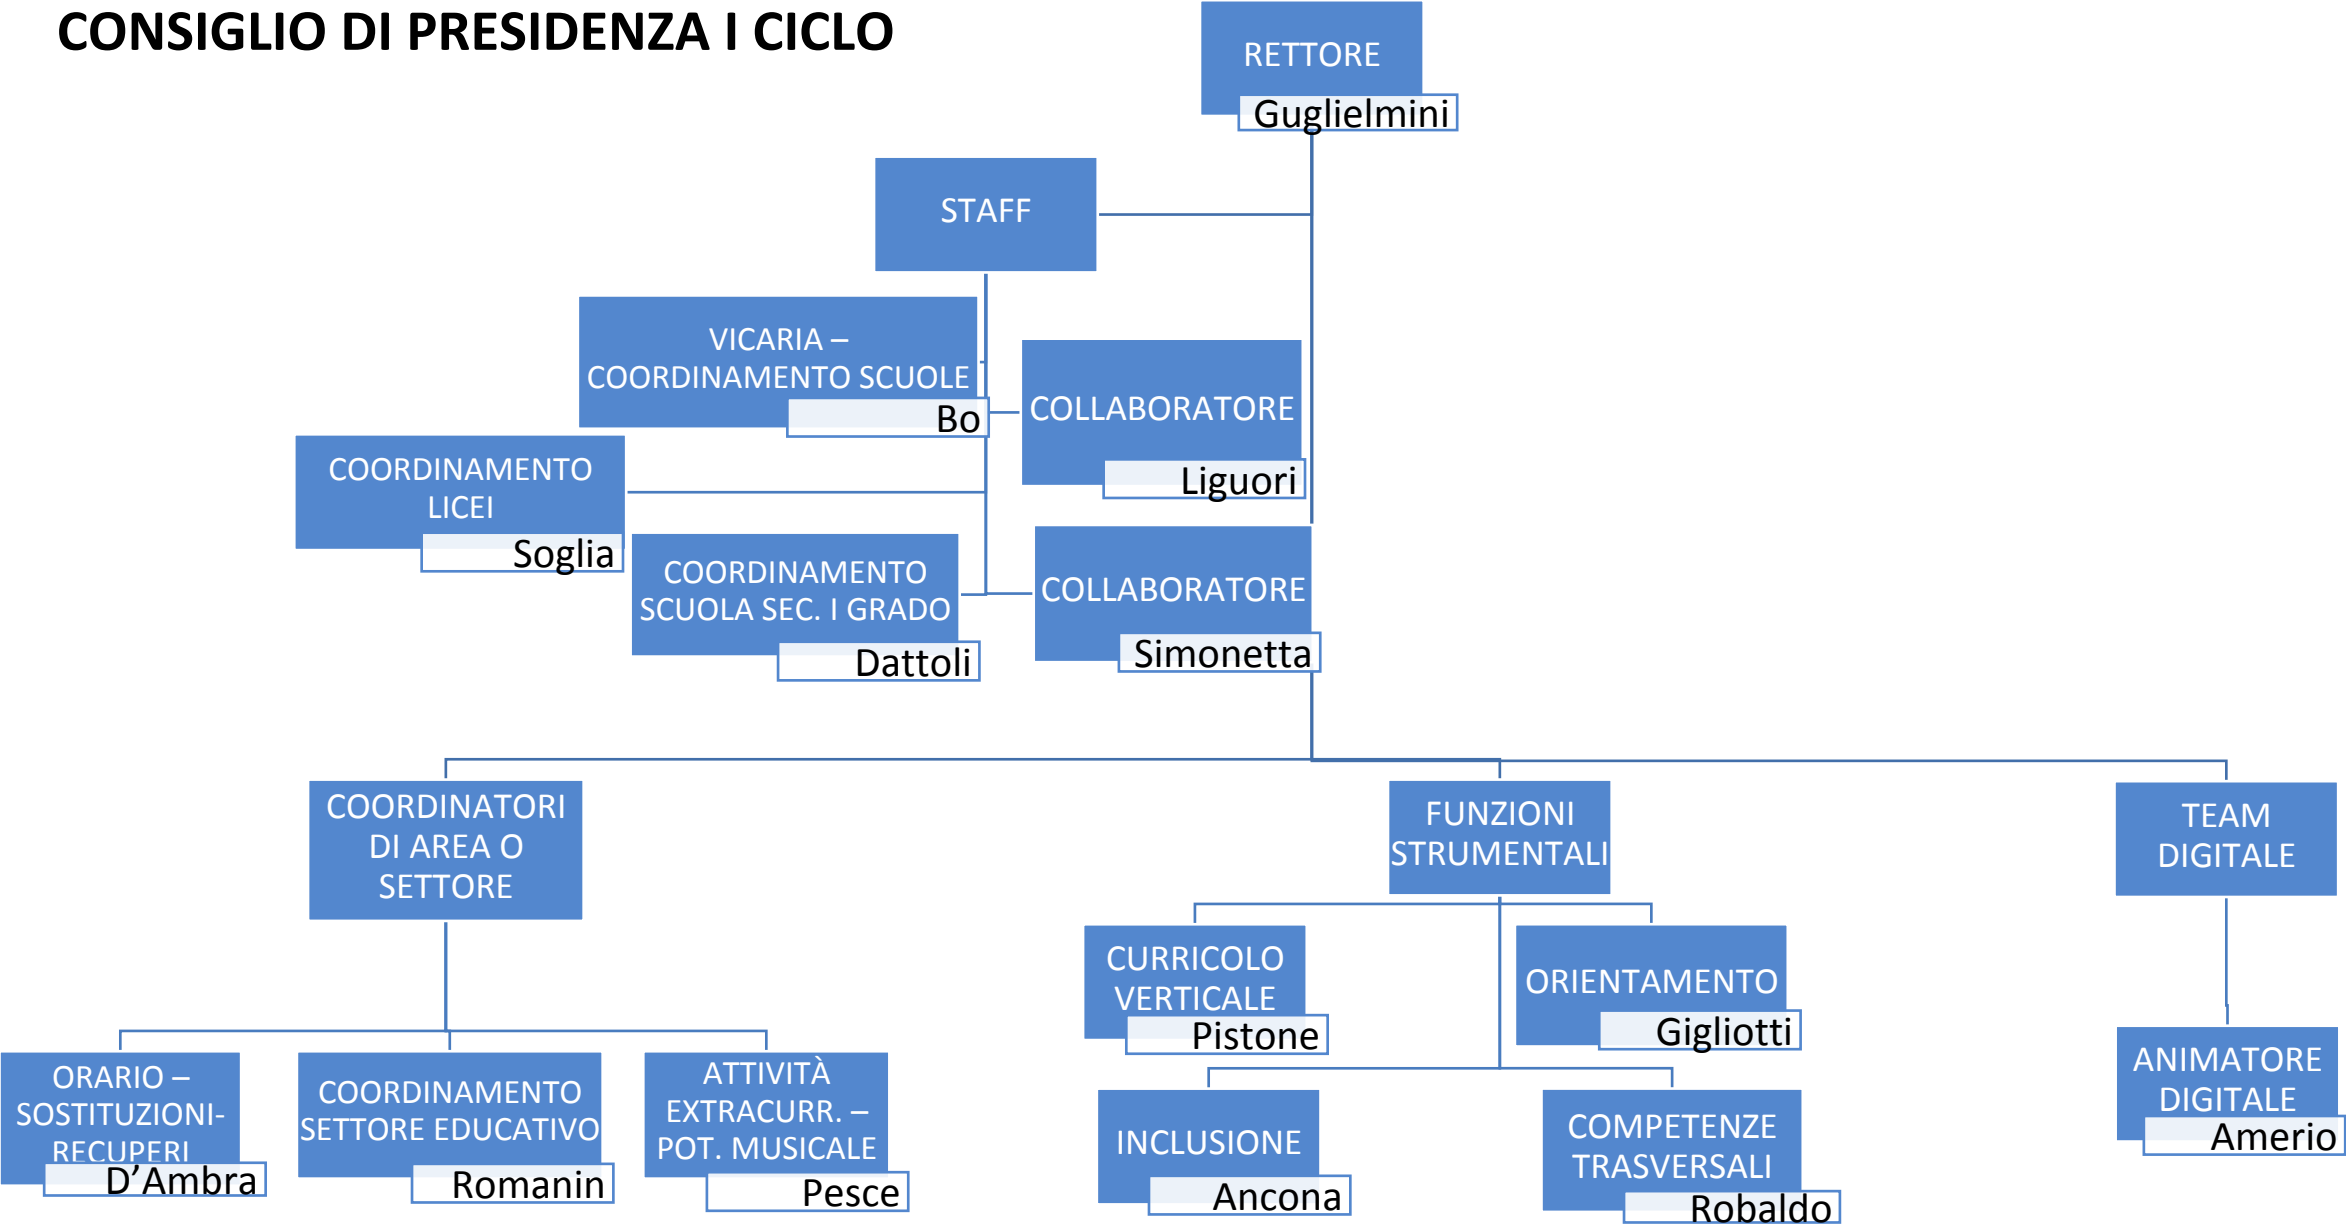 CONSIGLIO DI PRESIDENZA I CICLO
RETTORE
Guglielmini
STAFF
VICARIA –
COORDINAMENTO SCUOLE
Bo
COLLABORATORE
Liguori
COORDINAMENTO
LICEI
Soglia
COORDINAMENTO
SCUOLA SEC. I GRADO
Dattoli
COLLABORATORE
Simonetta
COORDINATORI
DI AREA O
SETTORE
ORARIO –
SOSTITUZIONI-
RECUPERI
D’Ambra
COORDINAMENTO
SETTORE EDUCATIVO
Romanin
ATTIVITÀ
EXTRACURR. –
POT. MUSICALE
Pesce
FUNZIONI
STRUMENTALI
CURRICOLO
VERTICALE
Pistone
ORIENTAMENTO
Gigliotti
INCLUSIONE
Ancona
COMPETENZE
TRASVERSALI
Robaldo
TEAM
DIGITALE
ANIMATORE
DIGITALE
Amerio